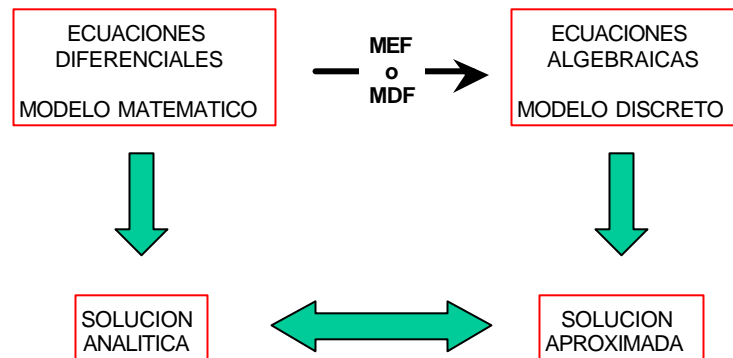 ECUACIONES
DIFERENCIALES
MODELO MATEMATICO
MEF
o
MDF
ECUACIONES
ALGEBRAICAS
MODELO DISCRETO
SOLUCION
ANALITICA
SOLUCION
APROXIMADA